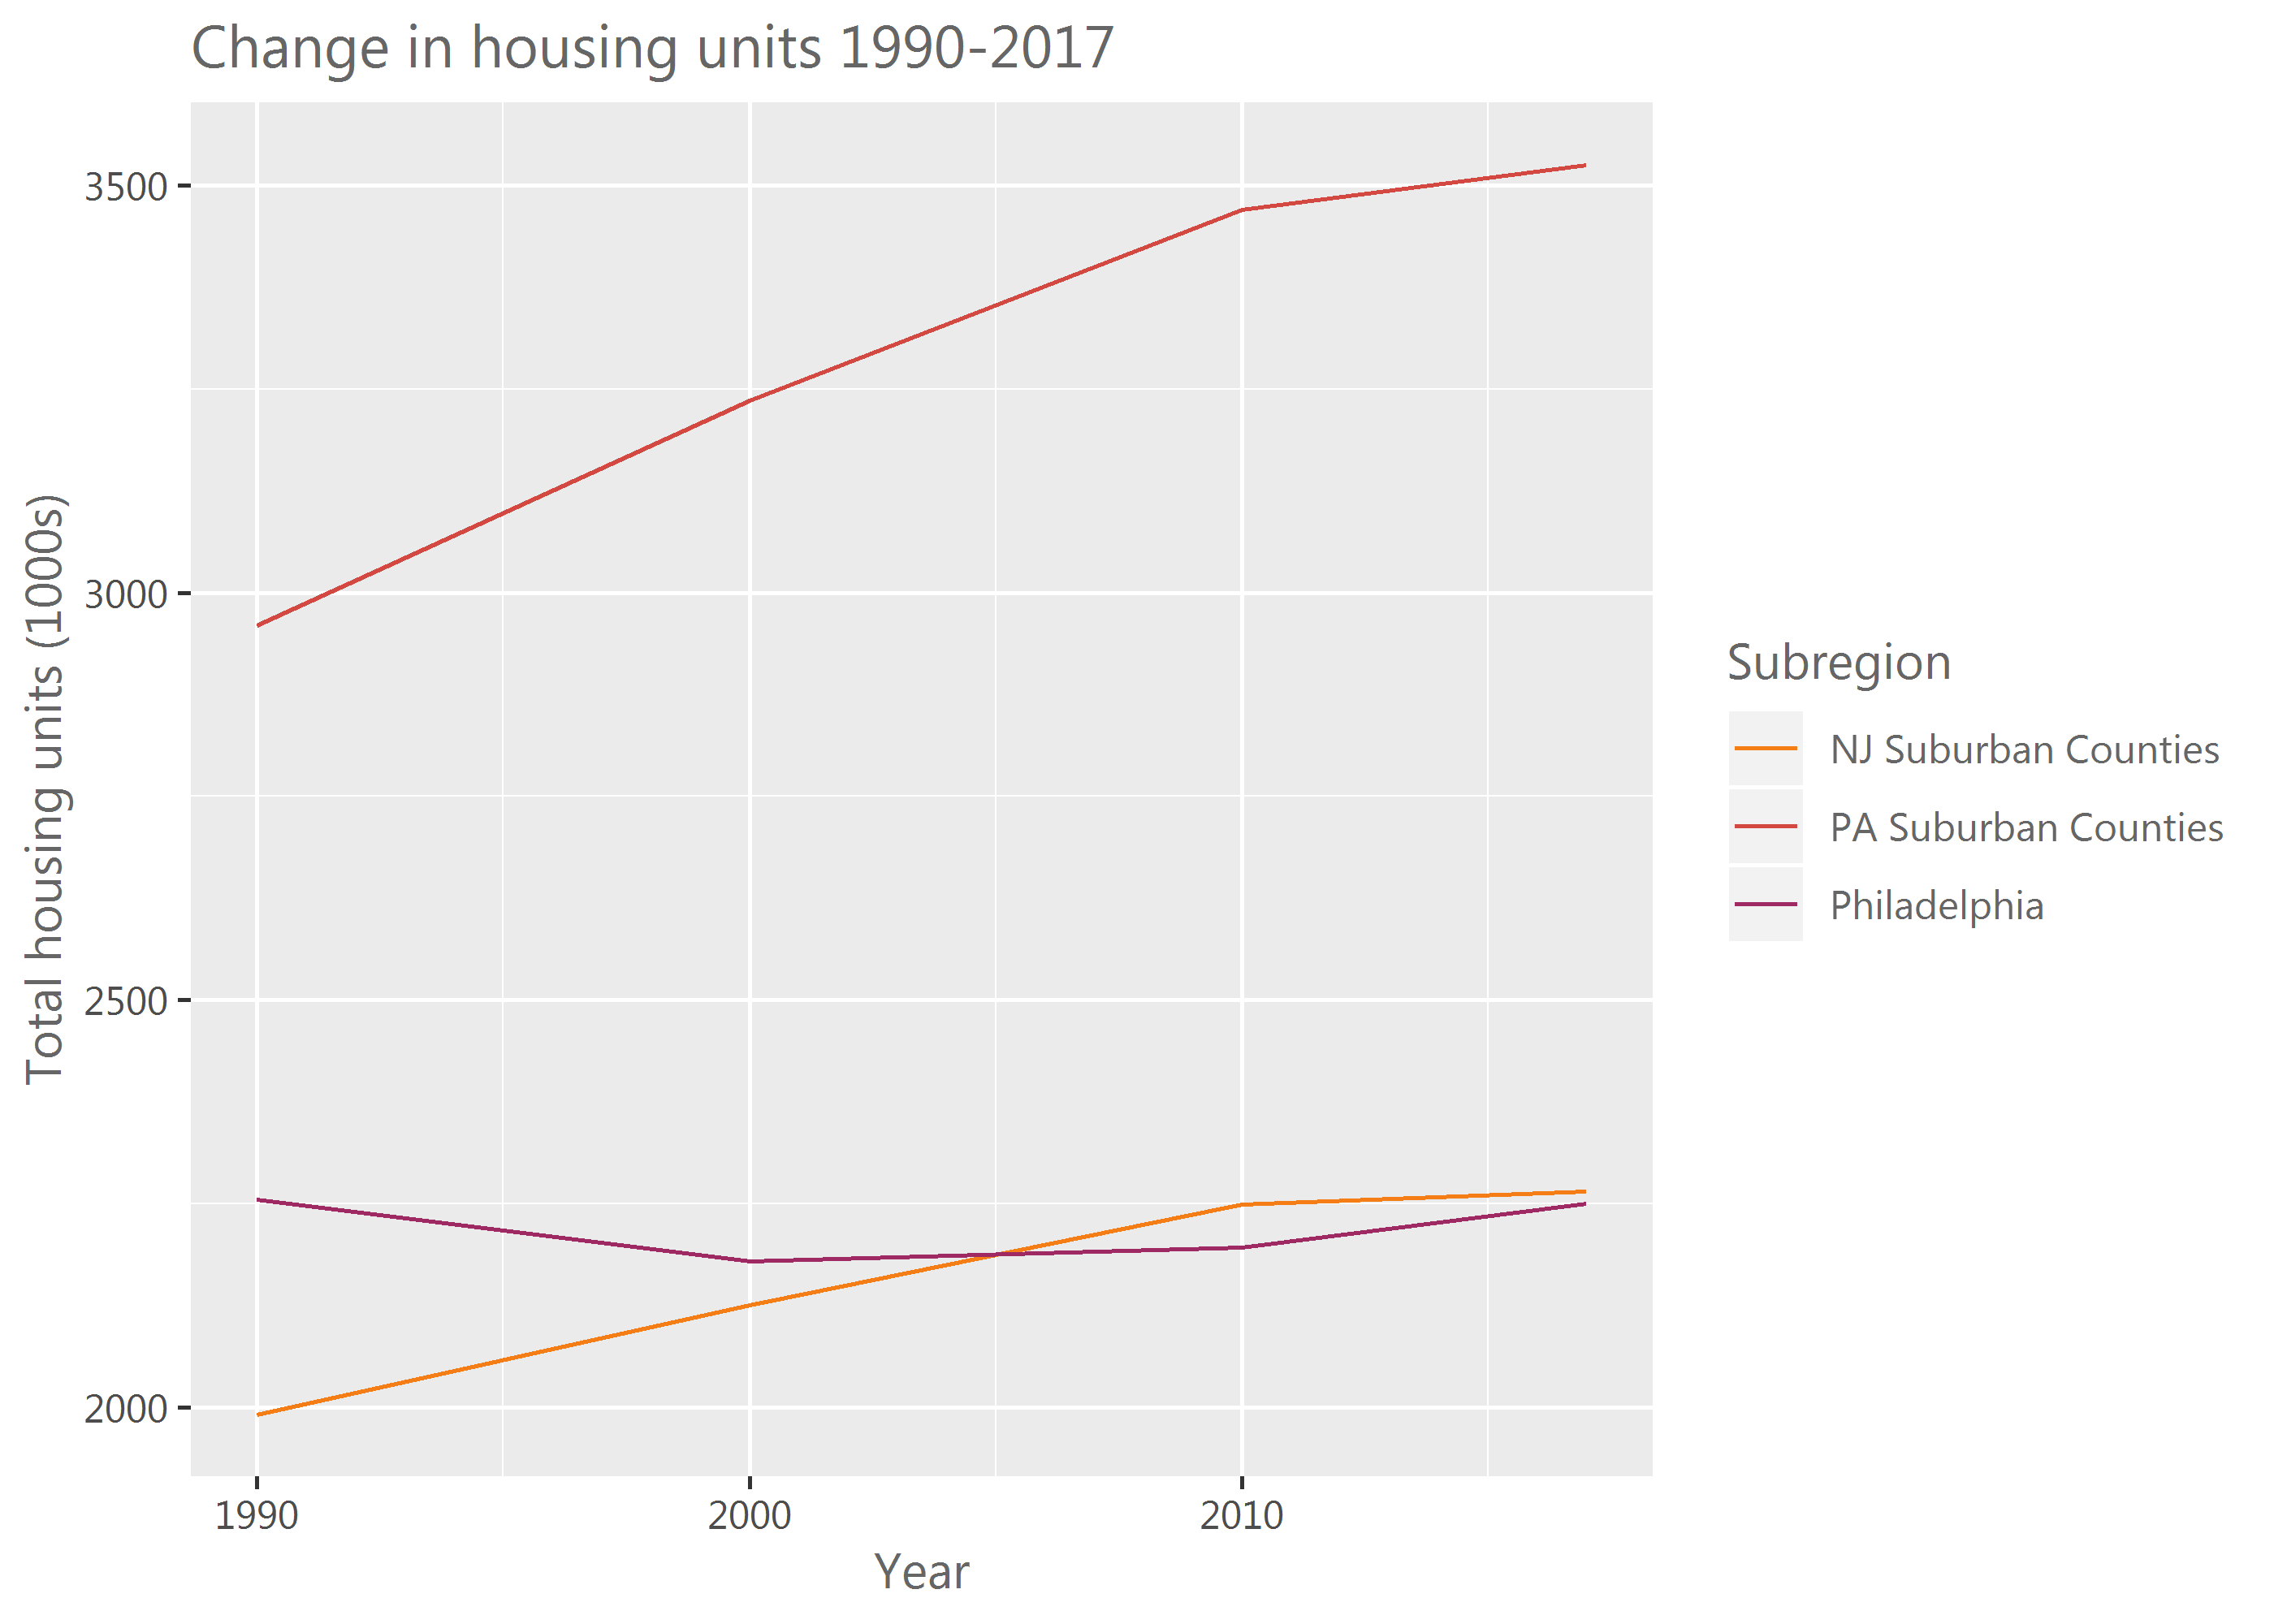 Change in housing units 1990-2017
Total housing units (1000s)
3500
3000
2500
2000
1990
2000
2010
Year
Subregion
NJ Suburban Counties
PA Suburban Counties
Philadelphia